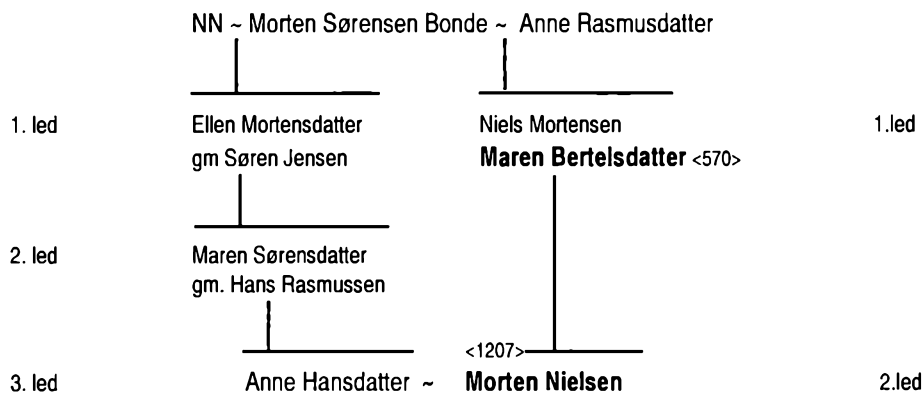 NN ~ Morten Sørensen Bonde ~ Anne Rasmusdatter
1. led Ellen Mortensdatter Niels Mortensen 1.led
gm Søren Jensen Maren Bertelsdatter <570>
2. led Maren Sørensdatter
gm. Hans Rasmussen
<1207>
3. led Anne Hansdatter ~ Morten Nielsen 2.led